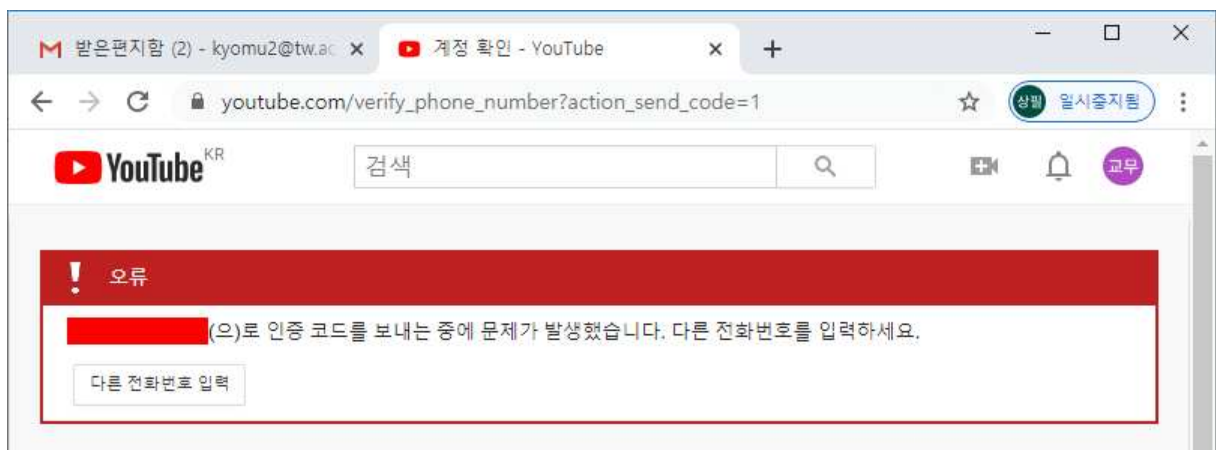 받은편지함 (2) - kyomu2@tw.ac
계정 확인 - YouTube
youtube.com/verify_phone_number?action_send_code=1
상필 일시중지됨
YouTube KR
검색
교무
오류
(으)로 인증 코드를 보내는 중에 문제가 발생했습니다. 다른 전화번호를 입력하세요.
다른 전화번호 입력